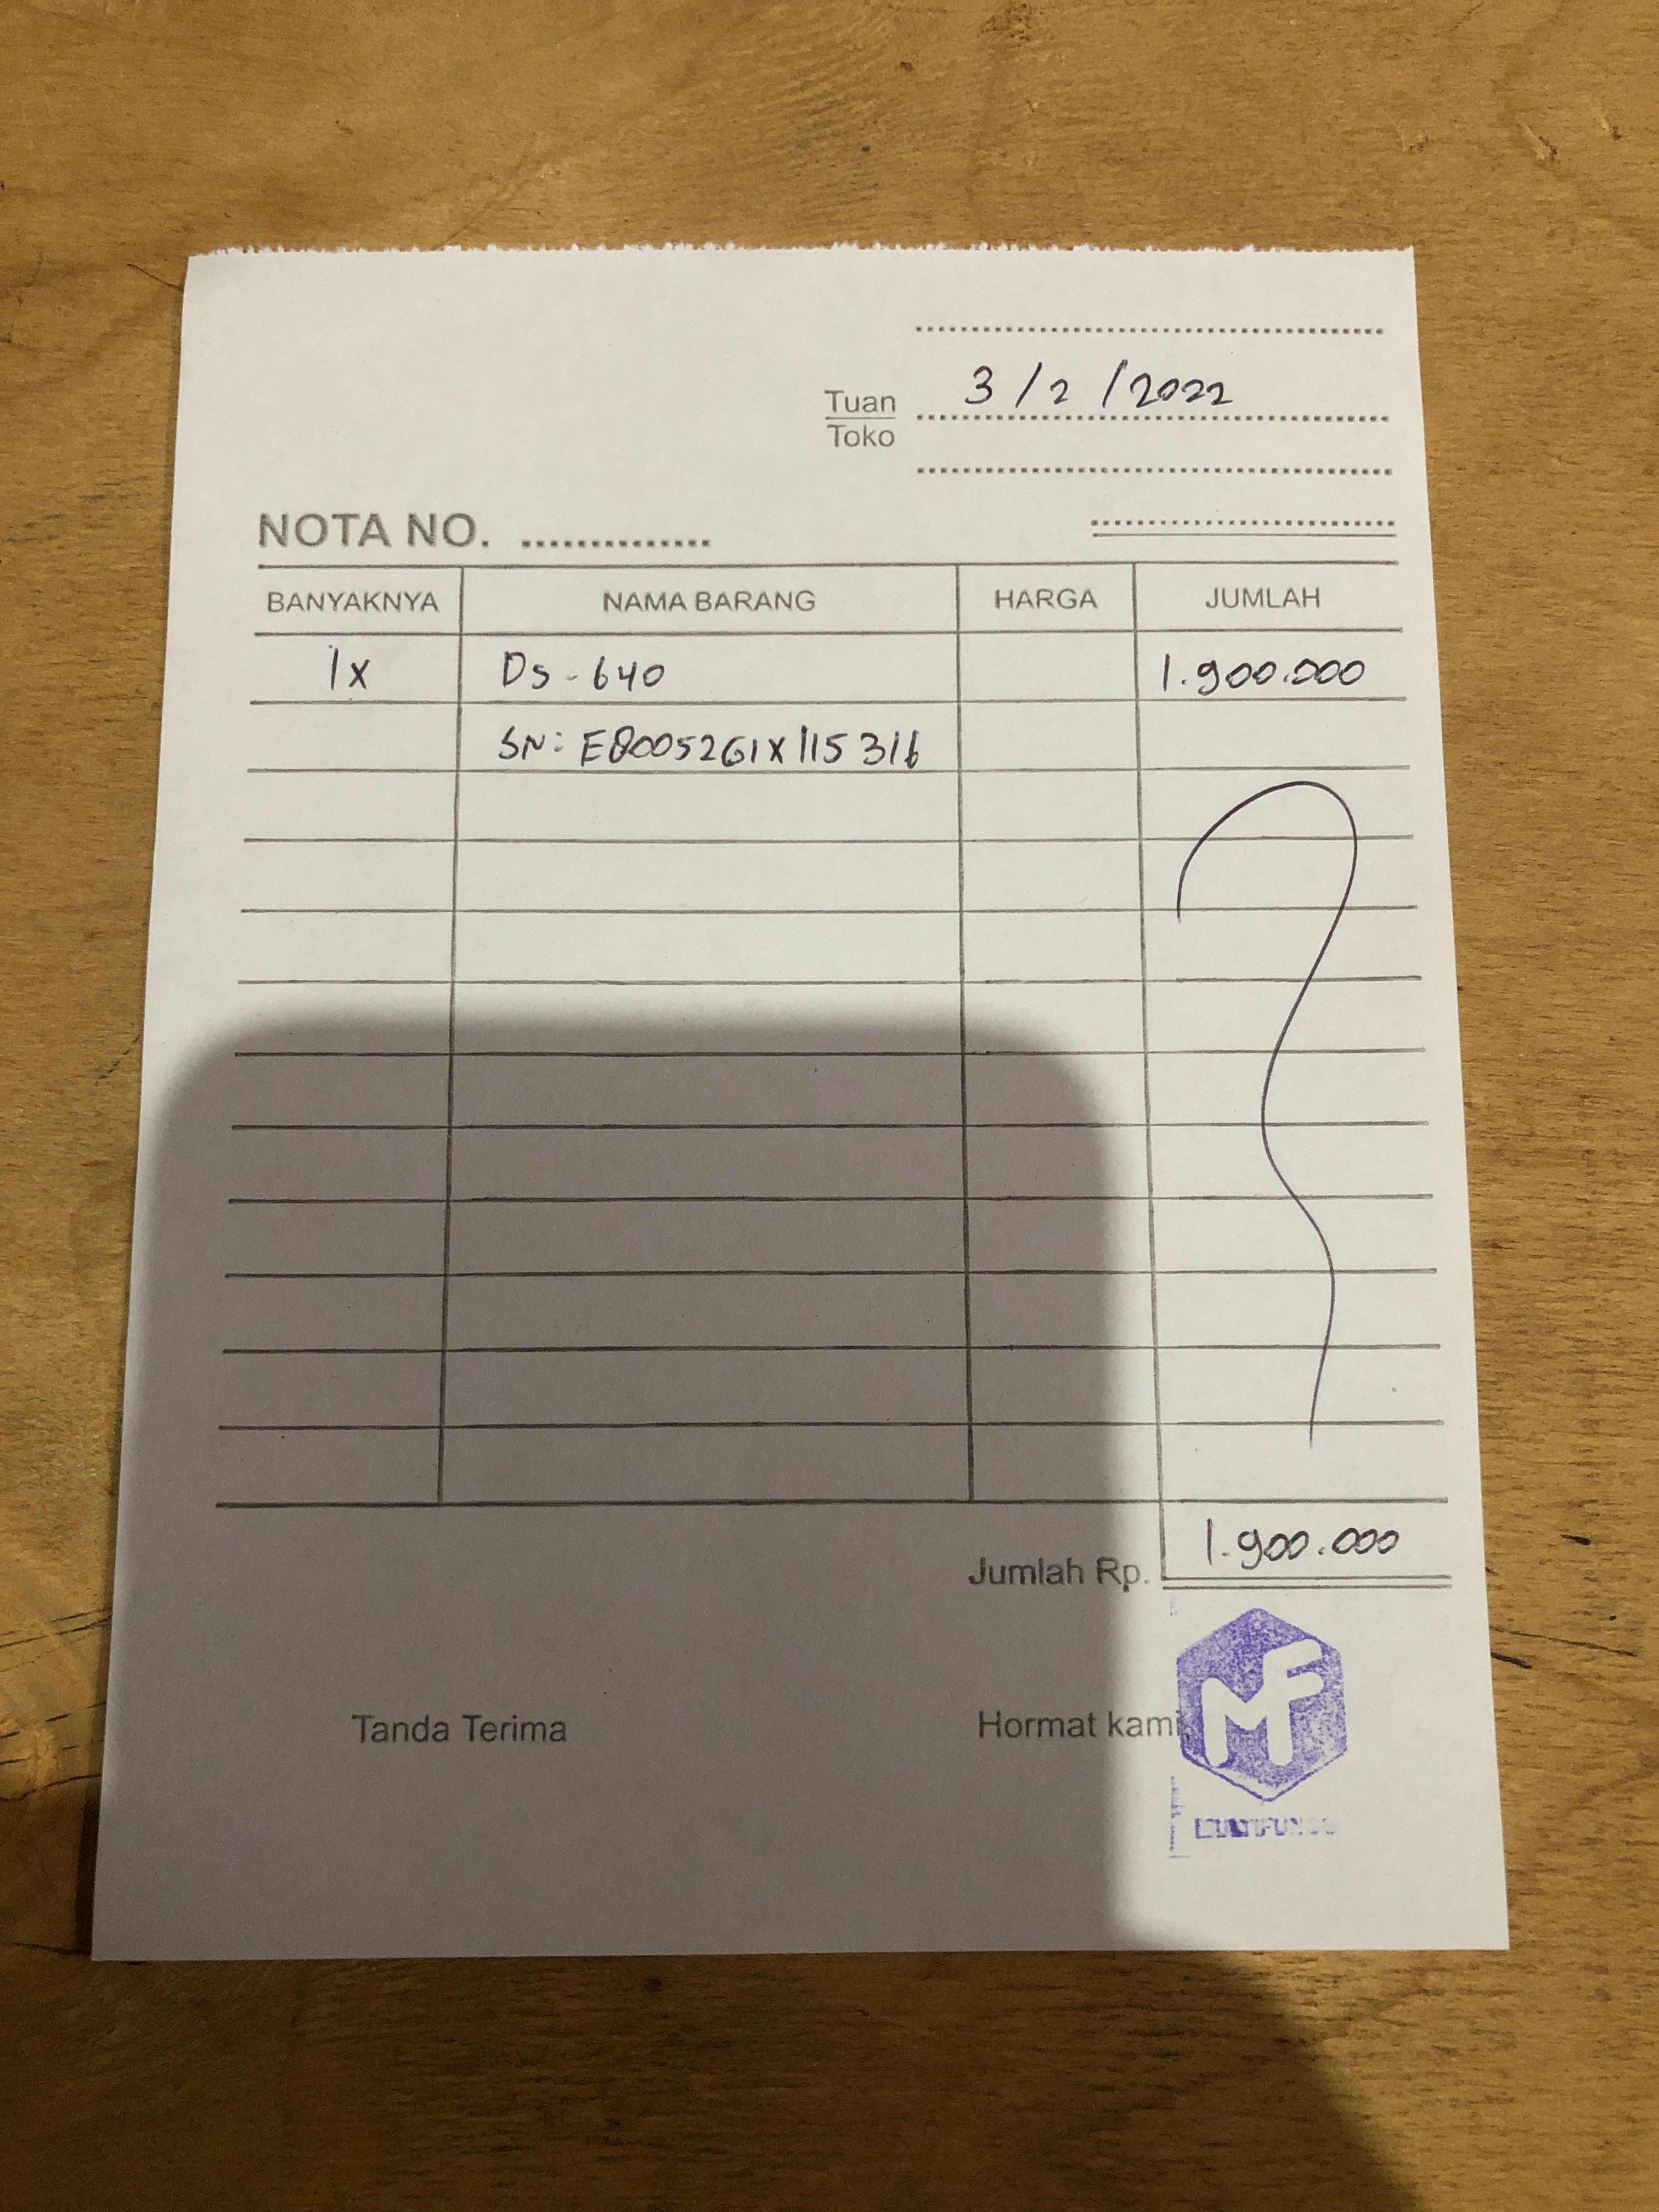 3/2/2022
Tuan
Toko
NOTA NO. ..............
BANYAKNYA NAMA BARANG HARGA JUMLAH
1x DS-640 1.900.000
SN: E80052G1X115316
Jumlah Rp. 1.900.000
Tanda Terima Hormat kami,
MF